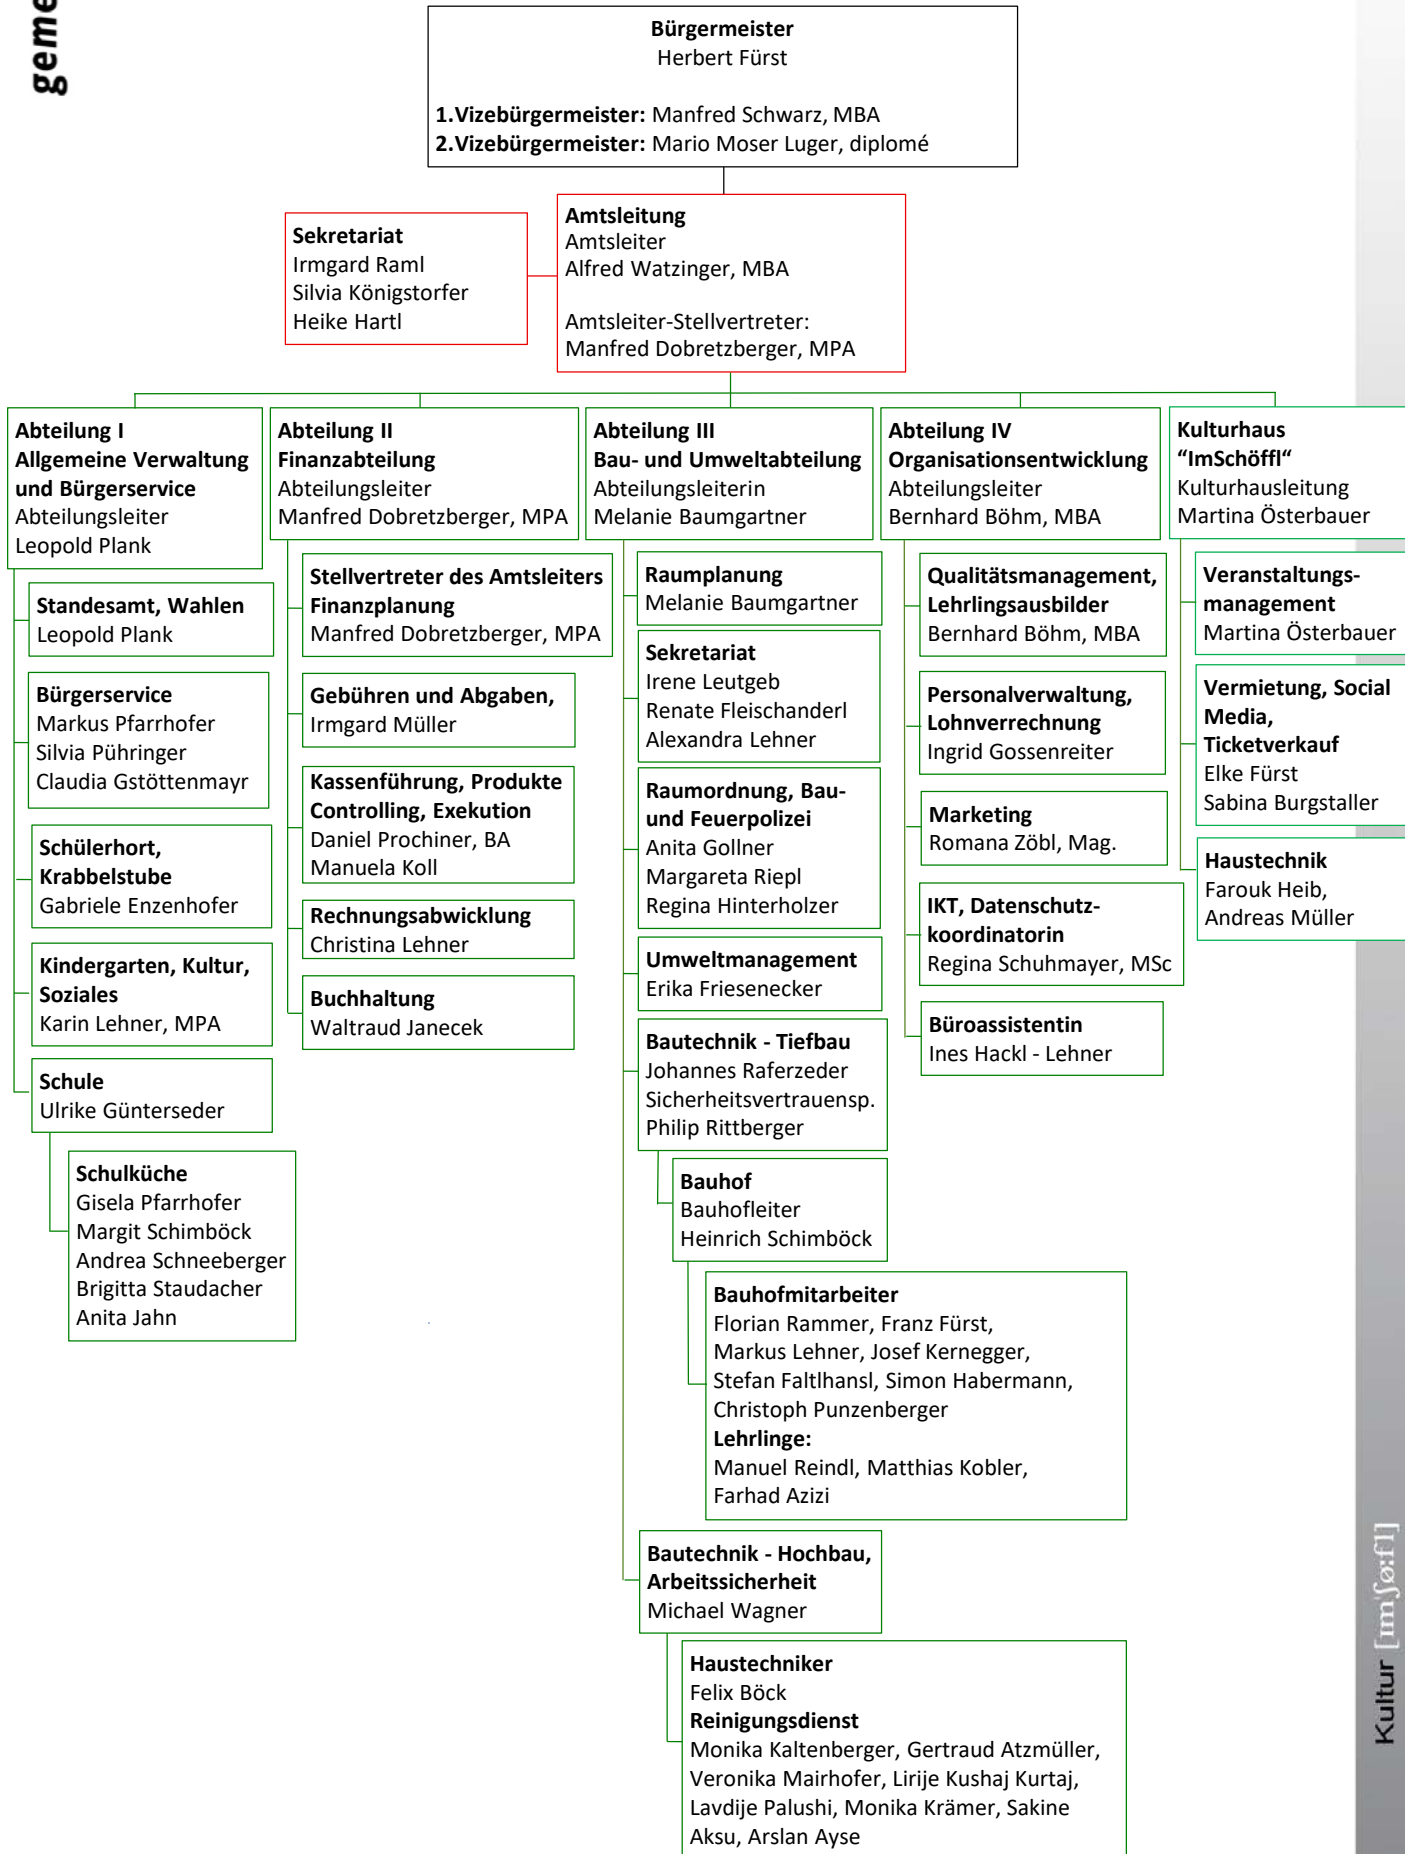 geme
Bürgermeister
Herbert Fürst
1.Vizebürgermeister: Manfred Schwarz, MBA
2.Vizebürgermeister: Mario Moser Luger, diplomé
Sekretariat
Irmgard Raml
Silvia Königstorfer
Heike Hartl
Amtsleitung
Amtsleiter
Alfred Watzinger, MBA
Amtsleiter-Stellvertreter:
Manfred Dobretzberger, MPA
Abteilung I
Allgemeine Verwaltung
und Bürgerservice
Abteilungsleiter
Leopold Plank
Standesamt, Wahlen
Leopold Plank
Bürgerservice
Markus Pfarrhofer
Silvia Pühringer
Claudia Gstöttenmayr
Schülerhort,
Krabbelstube
Gabriele Enzenhofer
Kindergarten, Kultur,
Soziales
Karin Lehner, MPA
Schule
Ulrike Günterseder
Schulküche
Gisela Pfarrhofer
Margit Schimböck
Andrea Schneeberger
Brigitta Staudacher
Anita Jahn
Abteilung II
Finanzabteilung
Abteilungsleiter
Manfred Dobretzberger, MPA
Stellvertreter des Amtsleiters
Finanzplanung
Manfred Dobretzberger, MPA
Gebühren und Abgaben,
Irmgard Müller
Kassenführung, Produkte
Controlling, Exekution
Daniel Prochiner, BA
Manuela Koll
Rechnungsabwicklung
Christina Lehner
Buchhaltung
Waltraud Janecek
Abteilung III
Bau- und Umweltabteilung
Abteilungsleiterin
Melanie Baumgartner
Raumplanung
Melanie Baumgartner
Sekretariat
Irene Leutgeb
Renate Fleischanderl
Alexandra Lehner
Raumordnung, Bau-
und Feuerpolizei
Anita Gollner
Margareta Riepl
Regina Hinterholzer
Umweltmanagement
Erika Friesenecker
Bautechnik - Tiefbau
Johannes Raferzeder
Sicherheitsvertrauensp.
Philip Rittberger
Bauhof
Bauhofleiter
Heinrich Schimböck
Bauhofmitarbeiter
Florian Rammer, Franz Fürst,
Markus Lehner, Josef Kernegger,
Stefan Faltlhansl, Simon Habermann,
Christoph Punzenberger
Lehrlinge:
Manuel Reindl, Matthias Kobler,
Farhad Azizi
Bautechnik - Hochbau,
Arbeitssicherheit
Michael Wagner
Haustechniker
Felix Böck
Reinigungsdienst
Monika Kaltenberger, Gertraud Atzmüller,
Veronika Mairhofer, Lirije Kushaj Kurtaj,
Lavdije Palushi, Monika Krämer, Sakine
Aksu, Arslan Ayse
Abteilung IV
Organisationsentwicklung
Abteilungsleiter
Bernhard Böhm, MBA
Qualitätsmanagement,
Lehrlingsausbilder
Bernhard Böhm, MBA
Personalverwaltung,
Lohnverrechnung
Ingrid Gossenreiter
Marketing
Romana Zöbl, Mag.
IKT, Datenschutz-
koordinatorin
Regina Schuhmayer, MSc
Büroassistentin
Ines Hackl - Lehner
Kulturhaus
“ImSchöffl“
Kulturhausleitung
Martina Österbauer
Veranstaltungs-
management
Martina Österbauer
Vermietung, Social
Media,
Ticketverkauf
Elke Fürst
Sabina Burgstaller
Haustechnik
Farouk Heib,
Andreas Müller
Kultur [ɪmˈʃøːfl]